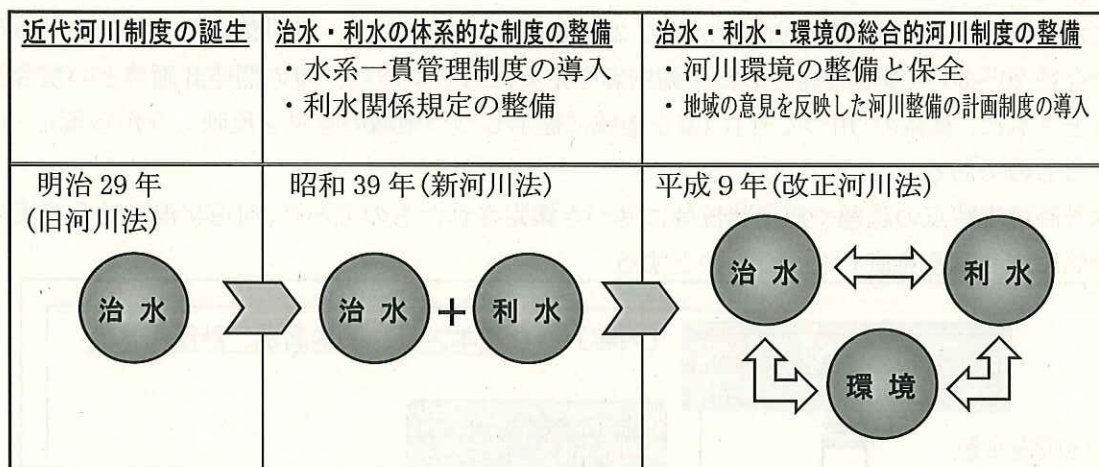 近代河川制度の誕生
治水・利水の体系的な制度の整備
・水系一貫管理制度の導入
・利水関係規定の整備
治水・利水・環境の総合的河川制度の整備
・河川環境の整備と保全
・地域の意見を反映した河川整備の計画制度の導入
明治29年
(旧河川法)
治水
昭和39年(新河川法)
治水+利水
平成9年(改正河川法)
治水
利水
環境